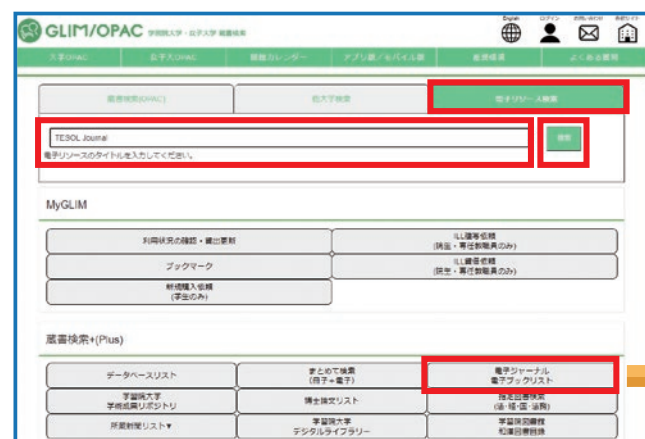 GLIM/OPAC 学習院大学・女子大学 蔵書検索
English
ログイン
お問い合わせ
大学OPAC
女子大OPAC
開館カレンダー
アプリ版/モバイル版
よくある質問
蔵書検索(OPAC)
他大学検索
電子リソース検索
TESOL Journal
検索
電子リソースのタイトルを入力してください。
MyGLIM
利用状況の確認・貸出更新
ILL複写依頼
(院生・専任教職員のみ)
ブックマーク
ILL貸借依頼
(院生・専任教職員のみ)
新規購入依頼
(学生のみ)
蔵書検索+(Plus)
データベースリスト
まとめて検索
(冊子+電子)
電子ジャーナル
電子ブックリスト
学習院大学
学術成果リポジトリ
博士論文リスト
指定図書検索
(法・経・国・法院)
所蔵新聞リスト▼
学習院大学
デジタルライブラリー
学習院図書館
和漢図書目録